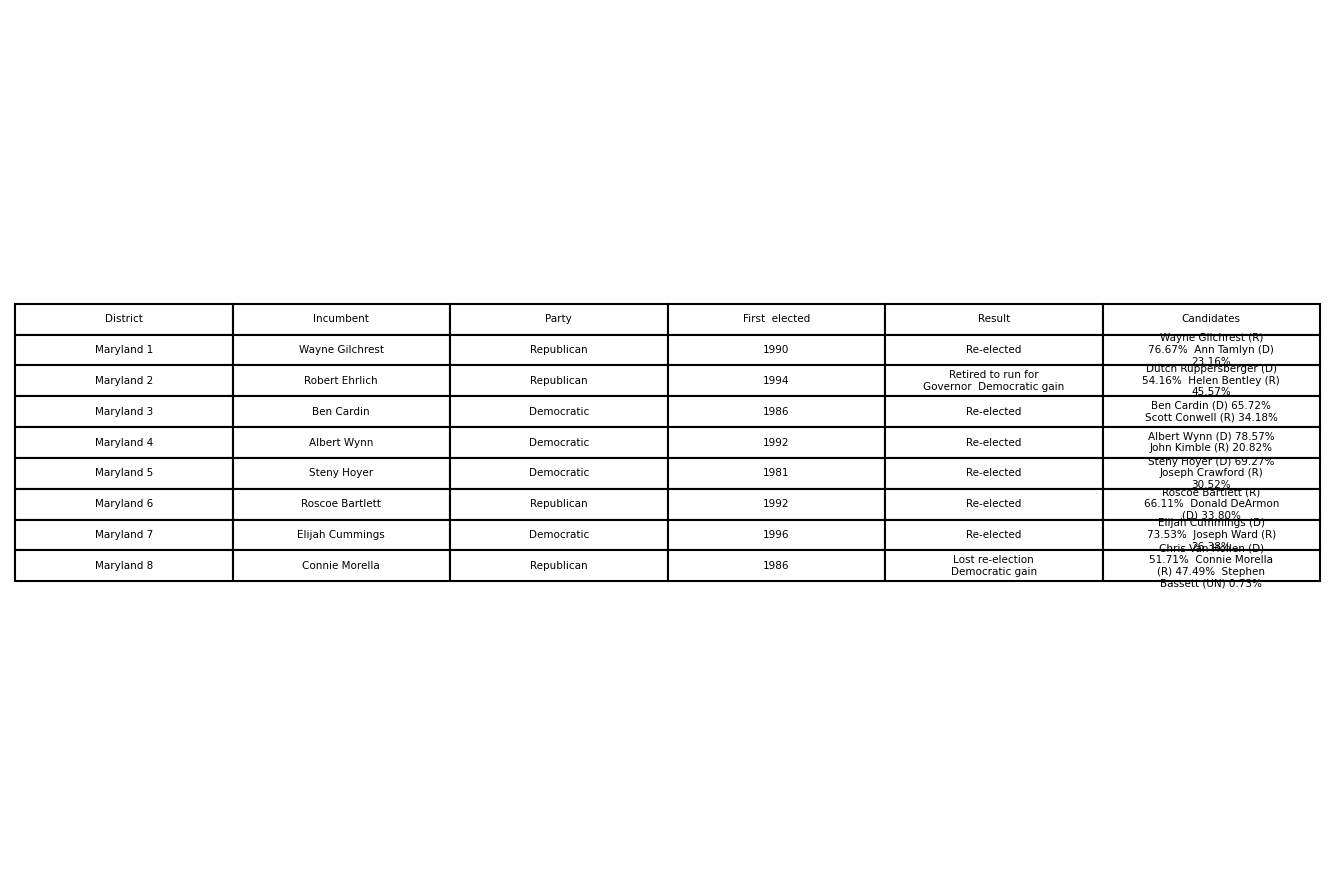 District Incumbent Party First elected Result Candidates
Maryland 1 Wayne Gilchrest Republican 1990 Re-elected Wayne Gilchrest (R)
76.67% Ann Tamlyn (D)
23.16%
Maryland 2 Robert Ehrlich Republican 1994 Retired to run for
Governor Democratic gain Dutch Ruppersberger (D)
54.16% Helen Bentley (R)
45.57%
Maryland 3 Ben Cardin Democratic 1986 Re-elected Ben Cardin (D) 65.72%
Scott Conwell (R) 34.18%
Maryland 4 Albert Wynn Democratic 1992 Re-elected Albert Wynn (D) 78.57%
John Kimble (R) 20.82%
Maryland 5 Steny Hoyer Democratic 1981 Re-elected Steny Hoyer (D) 69.27%
Joseph Crawford (R)
30.52%
Maryland 6 Roscoe Bartlett Republican 1992 Re-elected Roscoe Bartlett (R)
66.11% Donald DeArmon
(D) 33.80%
Maryland 7 Elijah Cummings Democratic 1996 Re-elected Elijah Cummings (D)
73.53% Joseph Ward (R)
26.38%
Maryland 8 Connie Morella Republican 1986 Lost re-election
Democratic gain Chris Van Hollen (D)
51.71% Connie Morella
(R) 47.49% Stephen
Bassett (UN) 0.73%